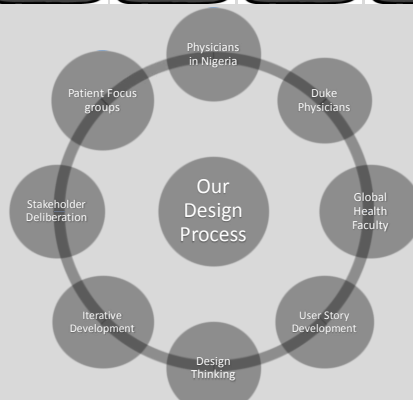 Physicians
in Nigeria
Duke
Physicians
Global
Health
Faculty
User Story
Development
Design
Thinking
Iterative
Development
Stakeholder
Deliberation
Patient Focus
groups
Our
Design
Process